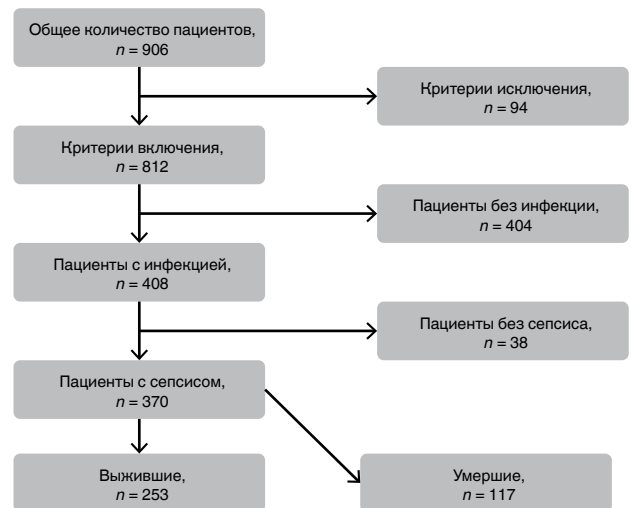 Общее количество пациентов,
n = 906
Критерии исключения,
n = 94
Критерии включения,
n = 812
Пациенты без инфекции,
n = 404
Пациенты с инфекцией,
n = 408
Пациенты без сепсиса,
n = 38
Пациенты с сепсисом,
n = 370
Выжившие,
n = 253
Умершие,
n = 117